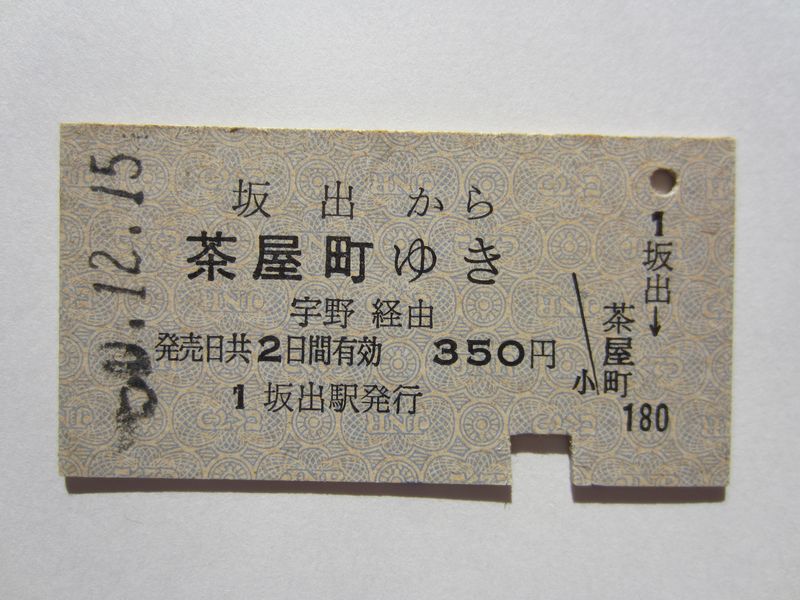 50.12.15
坂出から
茶屋町ゆき
宇野経由
発売日共2日間有効 350円
1 坂出駅発行
1坂出→
茶屋町
小
180